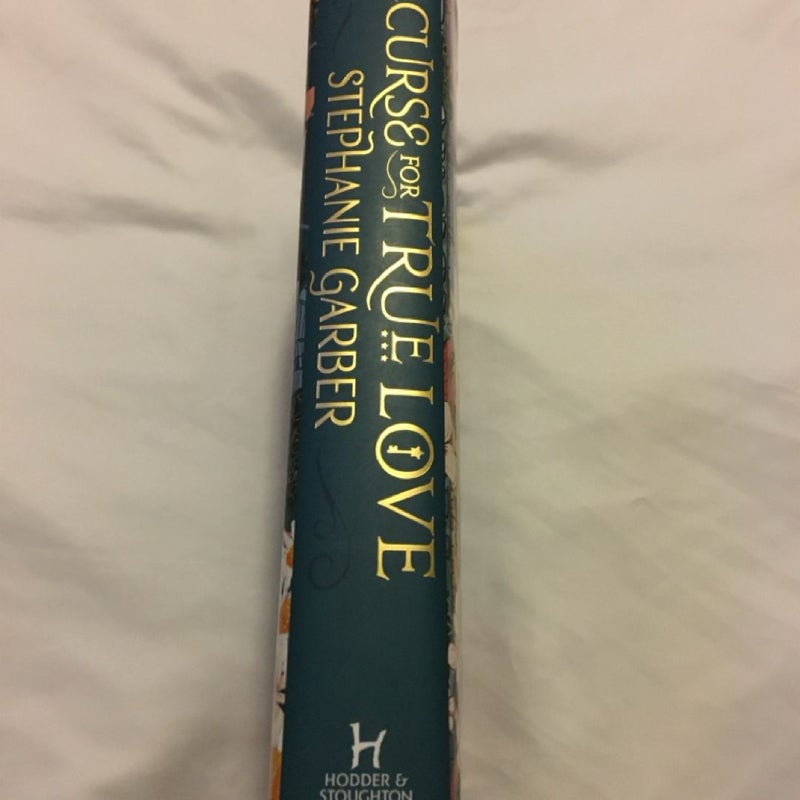 CURSE FOR TRUE LOVE
STEPHANIE GARBER
H
HODDER &
STOUGHTON